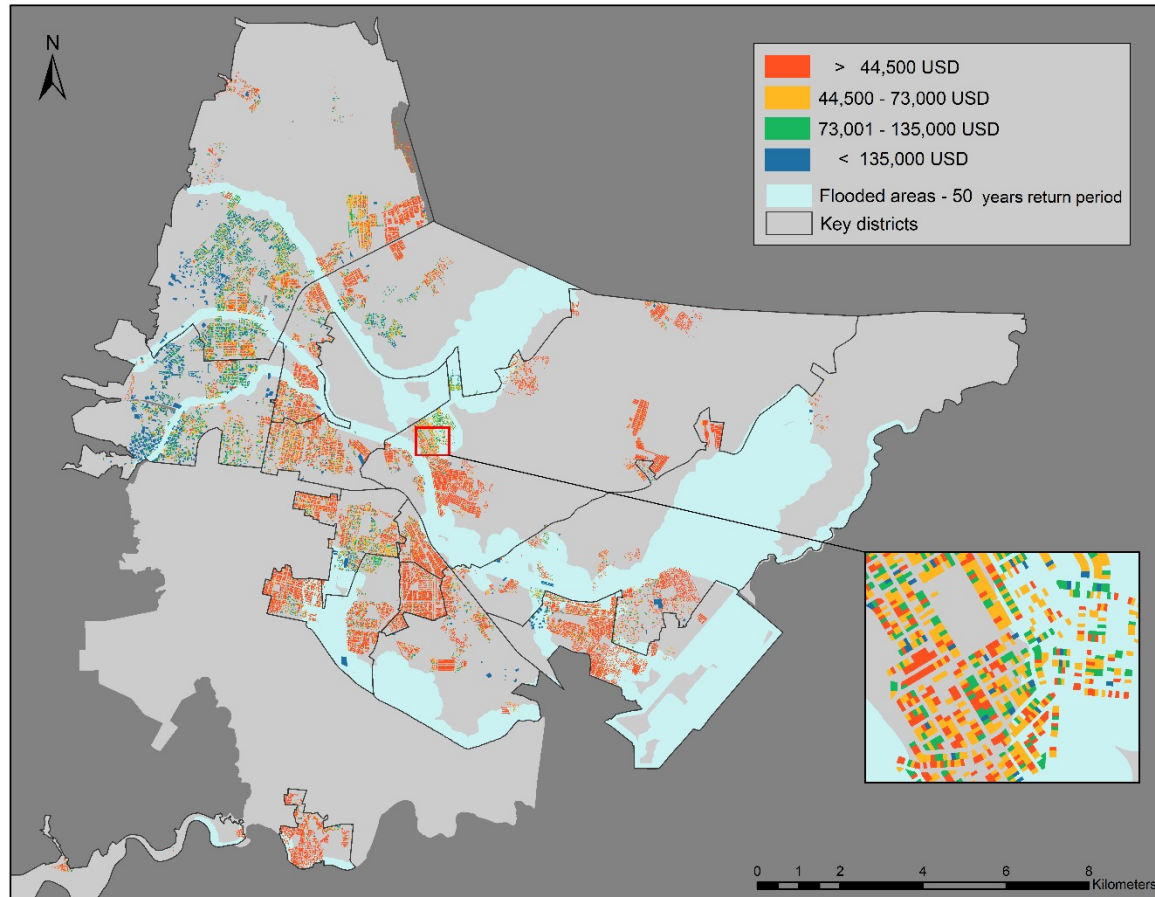 N
> 44,500 USD
44,500 - 73,000 USD
73,001 - 135,000 USD
< 135,000 USD
Flooded areas - 50 years return period
Key districts
0 1 2 4 6 8
Kilometers